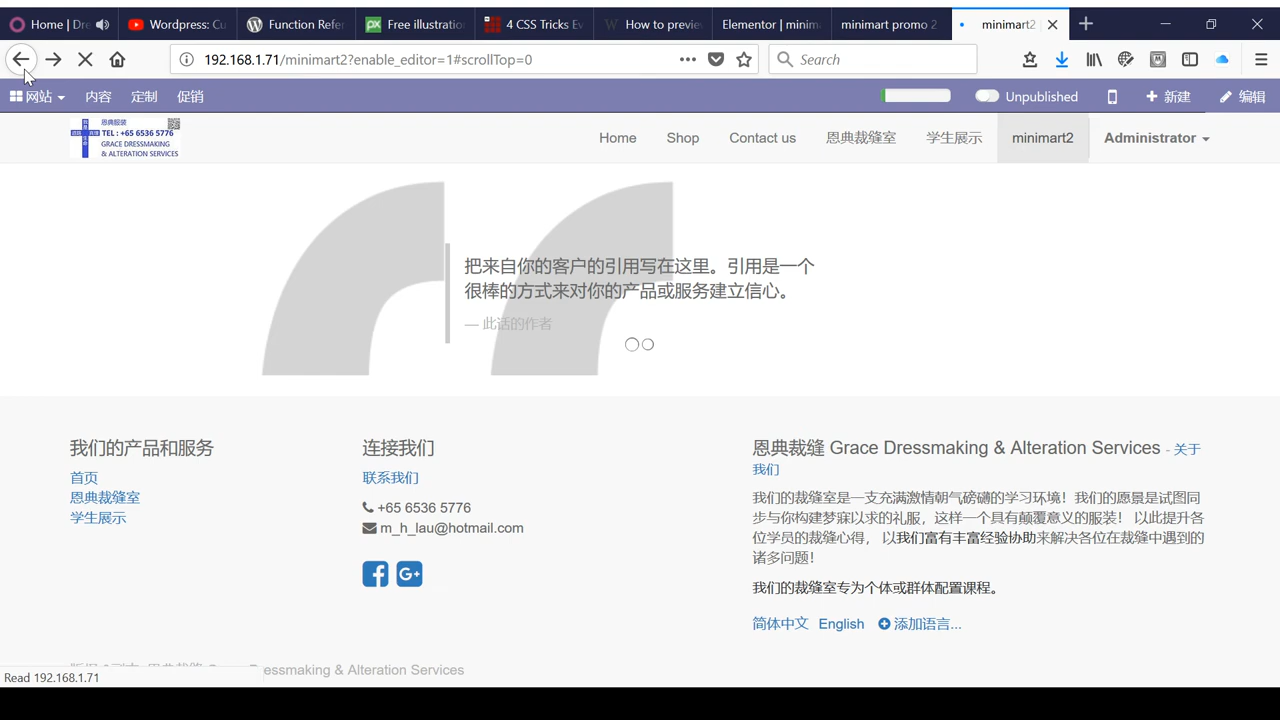 Home | Dre
Wordpress: Cu
Function Refe
Free illustration
4 CSS Tricks Ev
How to preview
Elementor | minim
minimart promo 2
minimart2
192.168.1.71/minimart2?enable_editor=1#scrollTop=0
Search
网站 内容 定制 促销 Unpublished 新建 编辑
恩典服装
TEL : +65 6536 5776
GRACE DRESSMAKING
& ALTERATION SERVICES
Home Shop Contact us 恩典裁缝室 学生展示 minimart2 Administrator
把来自你的客户的引用写在这里。引用是一个
很棒的方式来对你的产品或服务建立信心。
— 此话的作者
我们的产品和服务
首页
恩典裁缝室
学生展示
连接我们
联系我们
+65 6536 5776
m_h_lau@hotmail.com
恩典裁缝 Grace Dressmaking & Alteration Services - 关于
我们
我们的裁缝室是一支充满激情朝气磅礴的学习环境！我们的愿景是试图同
步与你构建梦寐以求的礼服，这样一个具有颠覆意义的服装！ 以此提升各
位学员的裁缝心得， 以我们富有丰富经验协助来解决各位在裁缝中遇到的
诸多问题！
我们的裁缝室专为个体或群体配置课程。
简体中文 English 添加语言...
essmaking & Alteration Services
Read 192.168.1.71